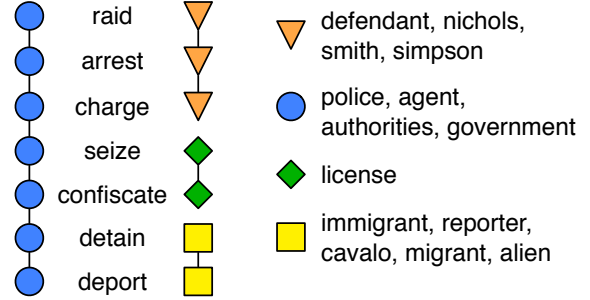 raid
arrest
charge
seize
confiscate
detain
deport
defendant, nichols,
smith, simpson
police, agent,
authorities, government
license
immigrant, reporter,
cavalo, migrant, alien